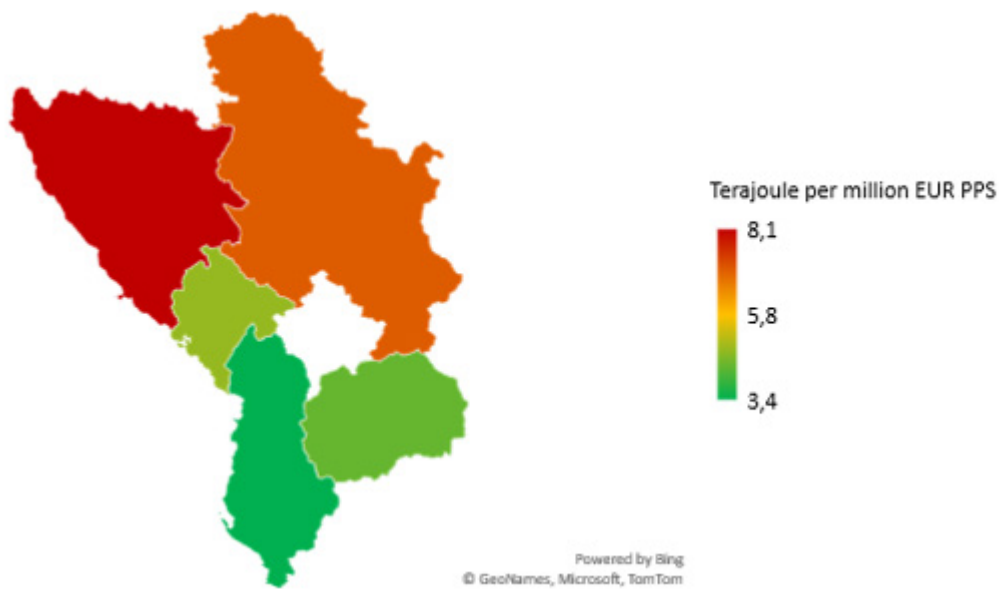 Terajoule per million EUR PPS
8,1
5,8
3,4
Powered by Bing
© GeoNames, Microsoft, TomTom